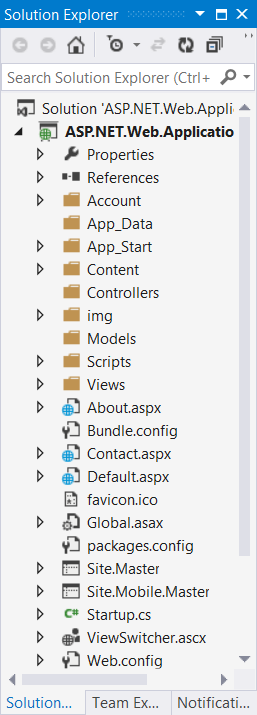 Solution Explorer
Search Solution Explorer (Ctrl+
Solution 'ASP.NET.Web.Appli
ASP.NET.Web.Applicatio
Properties
References
Account
App_Data
App_Start
Content
Controllers
img
Models
Scripts
Views
About.aspx
Bundle.config
Contact.aspx
Default.aspx
favicon.ico
Global.asax
packages.config
Site.Master
Site.Mobile.Master
C# Startup.cs
ViewSwitcher.ascx
Web.config
Solution... Team Ex... Notificati...